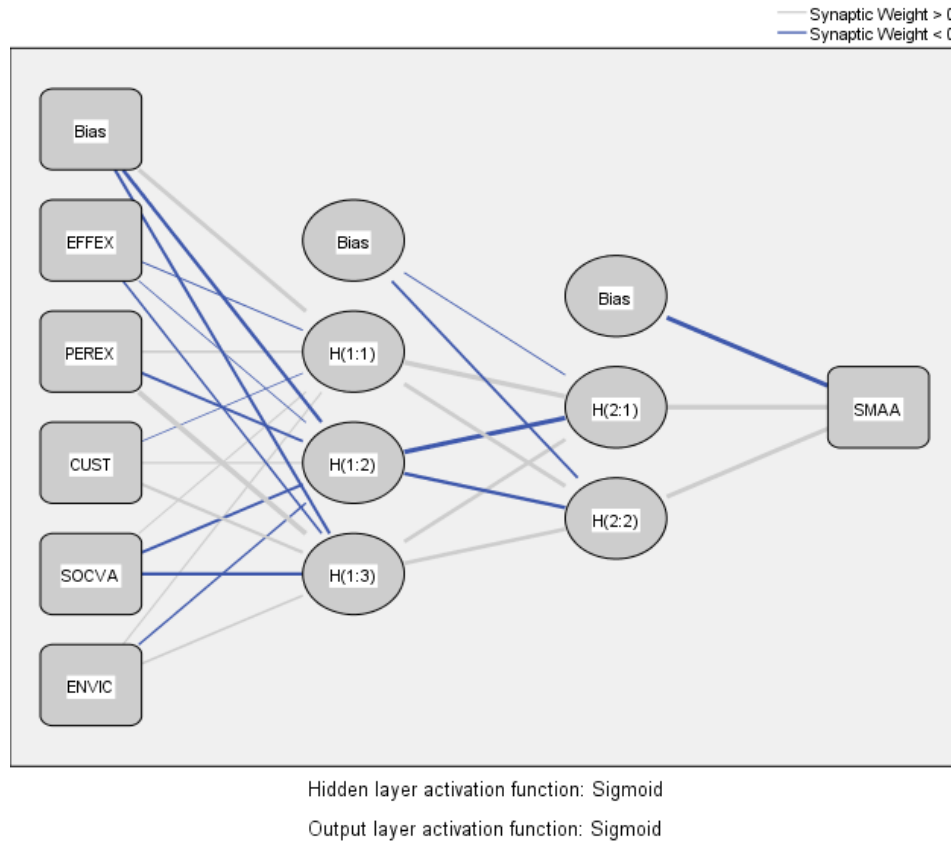 Synaptic Weight > 0
Synaptic Weight < 0
Bias
EFFEX
PEREX
CUST
SOCVA
ENVIC
Bias
H(1:1)
H(1:2)
H(1:3)
Bias
H(2:1)
H(2:2)
SMAA
Hidden layer activation function: Sigmoid
Output layer activation function: Sigmoid